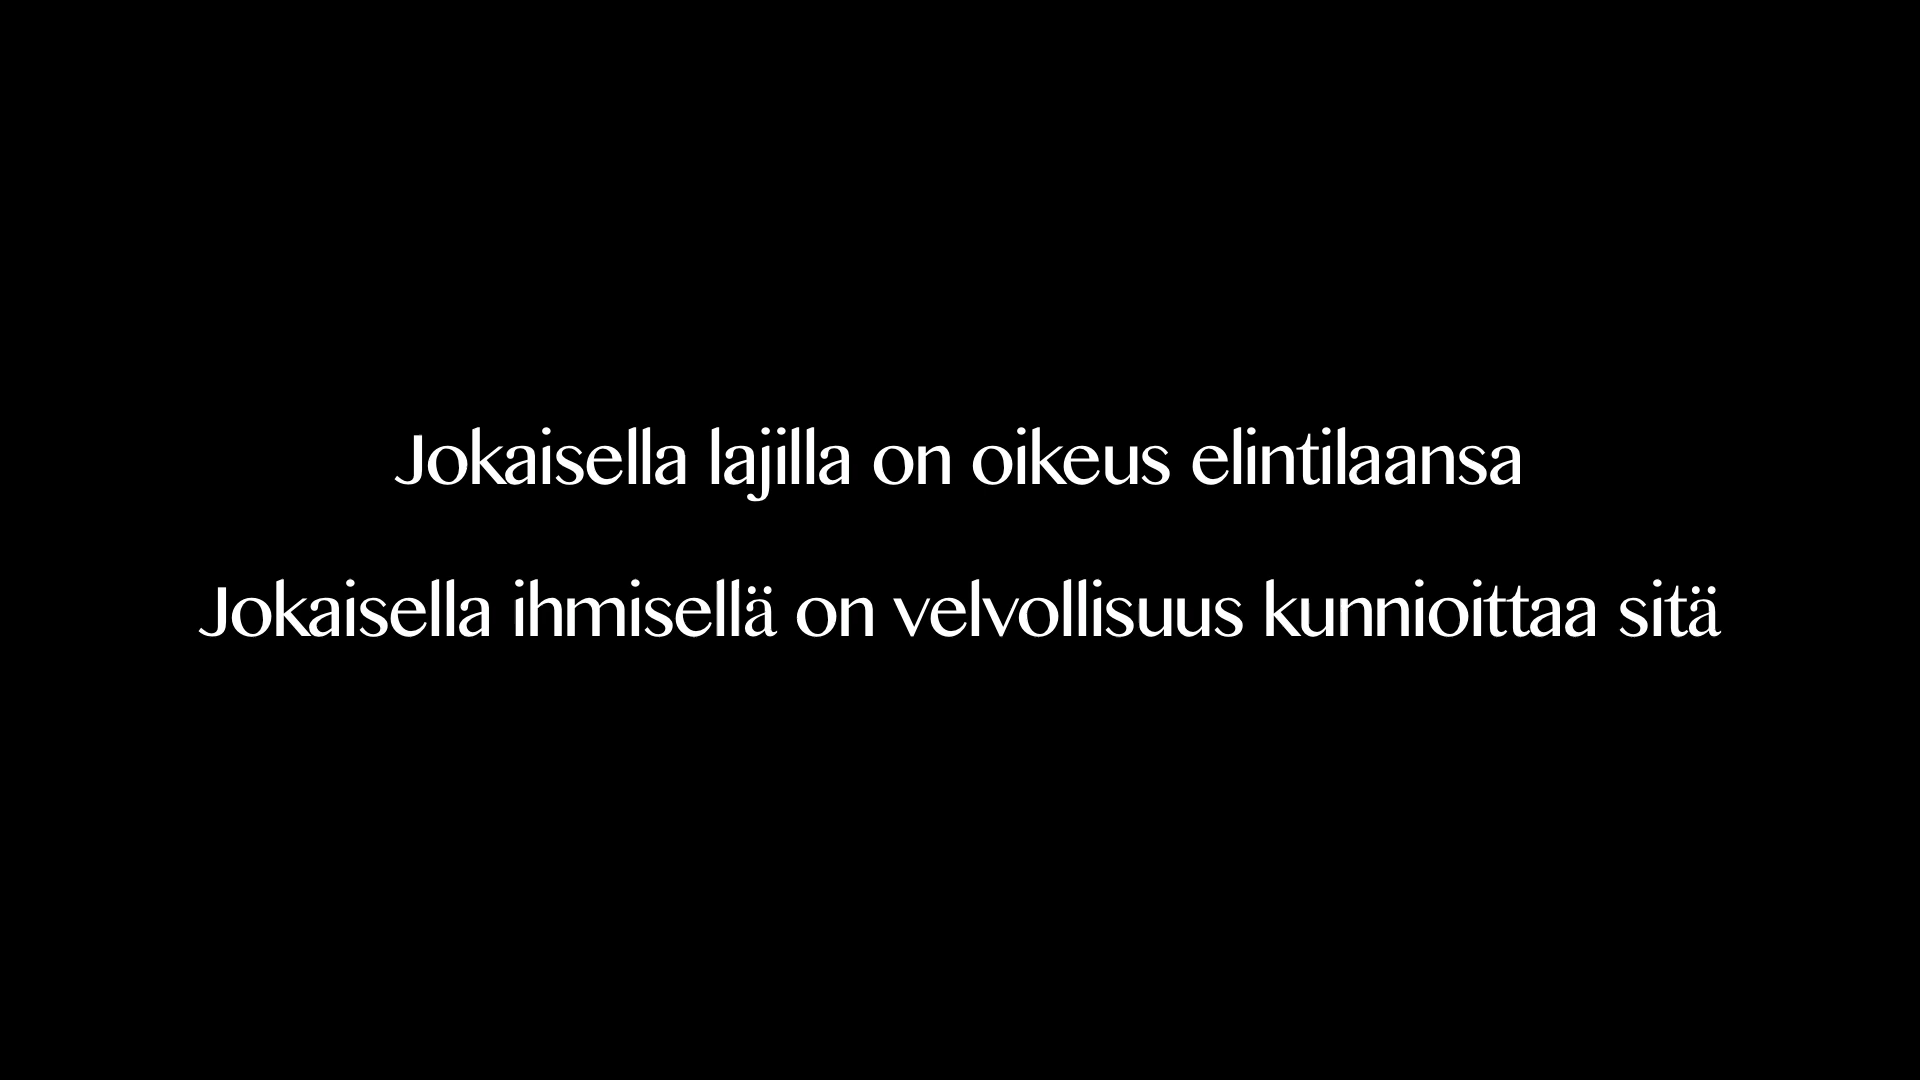 Jokaisella lajilla on oikeus elintilaansa
Jokaisella ihmisellä on velvollisuus kunnioittaa sitä